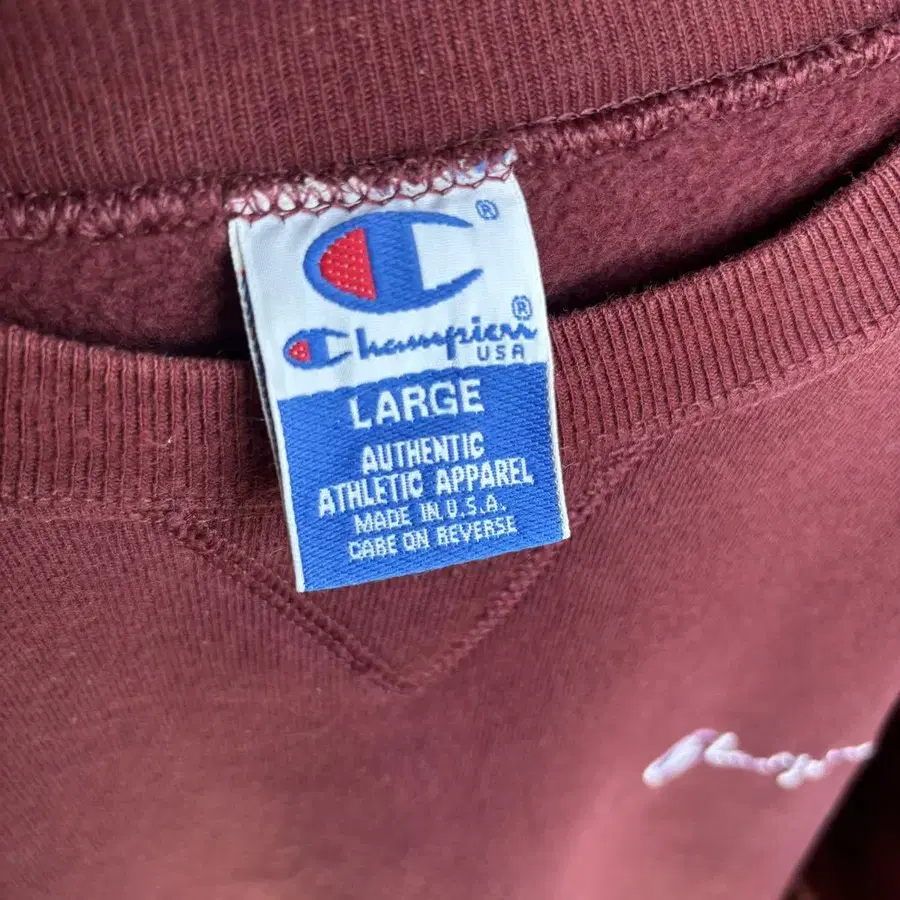 ®
Champion ®
USA
LARGE
AUTHENTIC
ATHLETIC APPAREL
MADE IN U.S.A.
CARE ON REVERSE